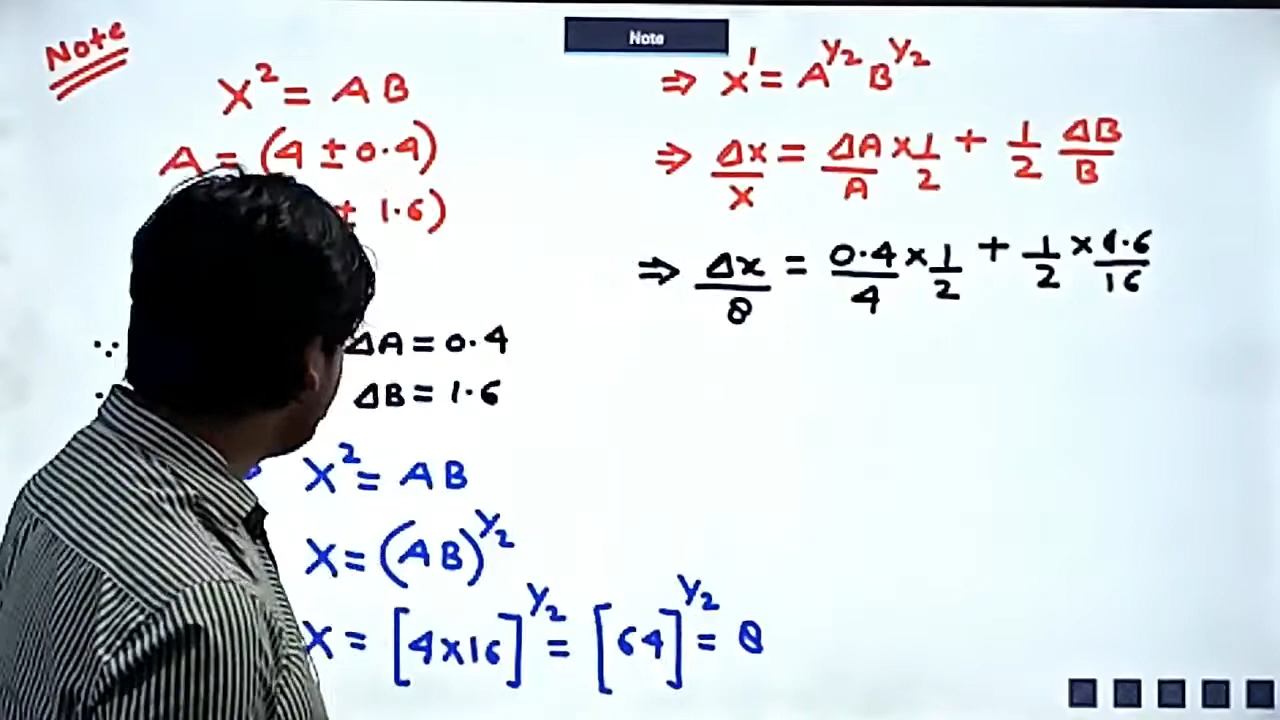 Note
Note
X² = AB
A = (4 ± 0.4)
± 1.6)
∵ ΔA = 0.4
ΔB = 1.6
X² = AB
X = (AB)^1/2
X = [4×16]^1/2 = [64]^1/2 = 8
⇒ X¹ = A^1/2 B^1/2
⇒ Δx/X = ΔA/A × 1/2 + 1/2 ΔB/B
⇒ Δx/8 = 0.4/4 × 1/2 + 1/2 × 1.6/16